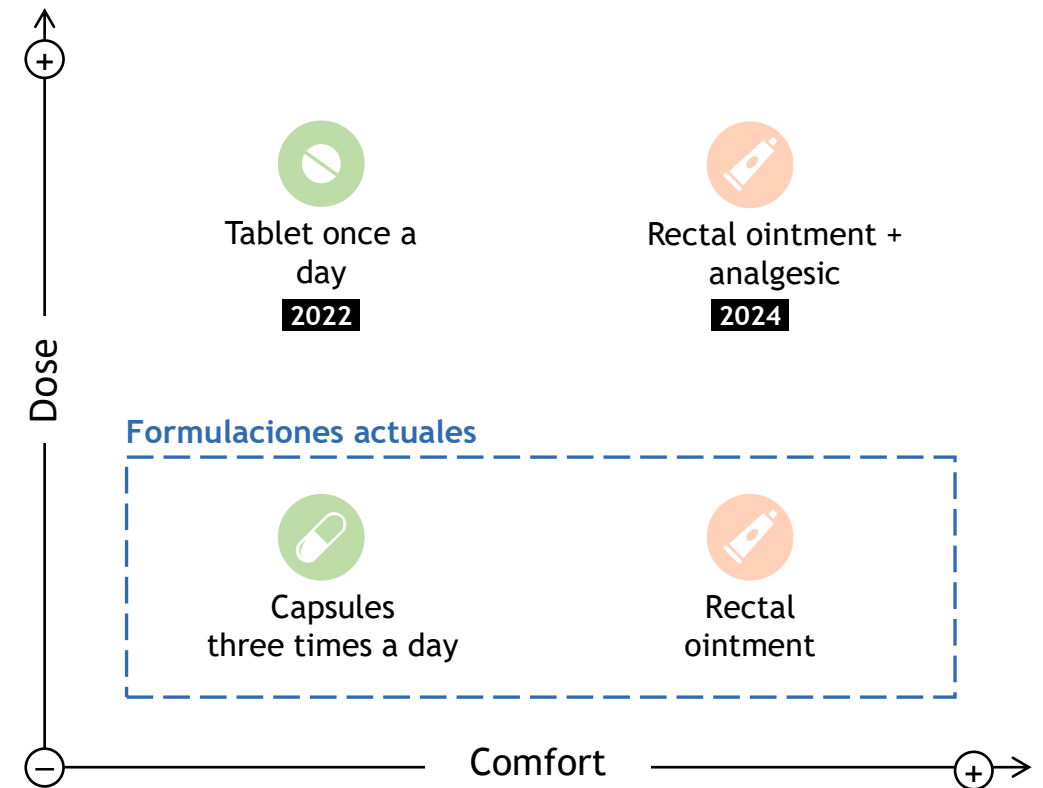 +
Tablet once a
day
2022
Rectal ointment +
analgesic
2024
Dose
Formulaciones actuales
Capsules
three times a day
Rectal
ointment
−
Comfort
+